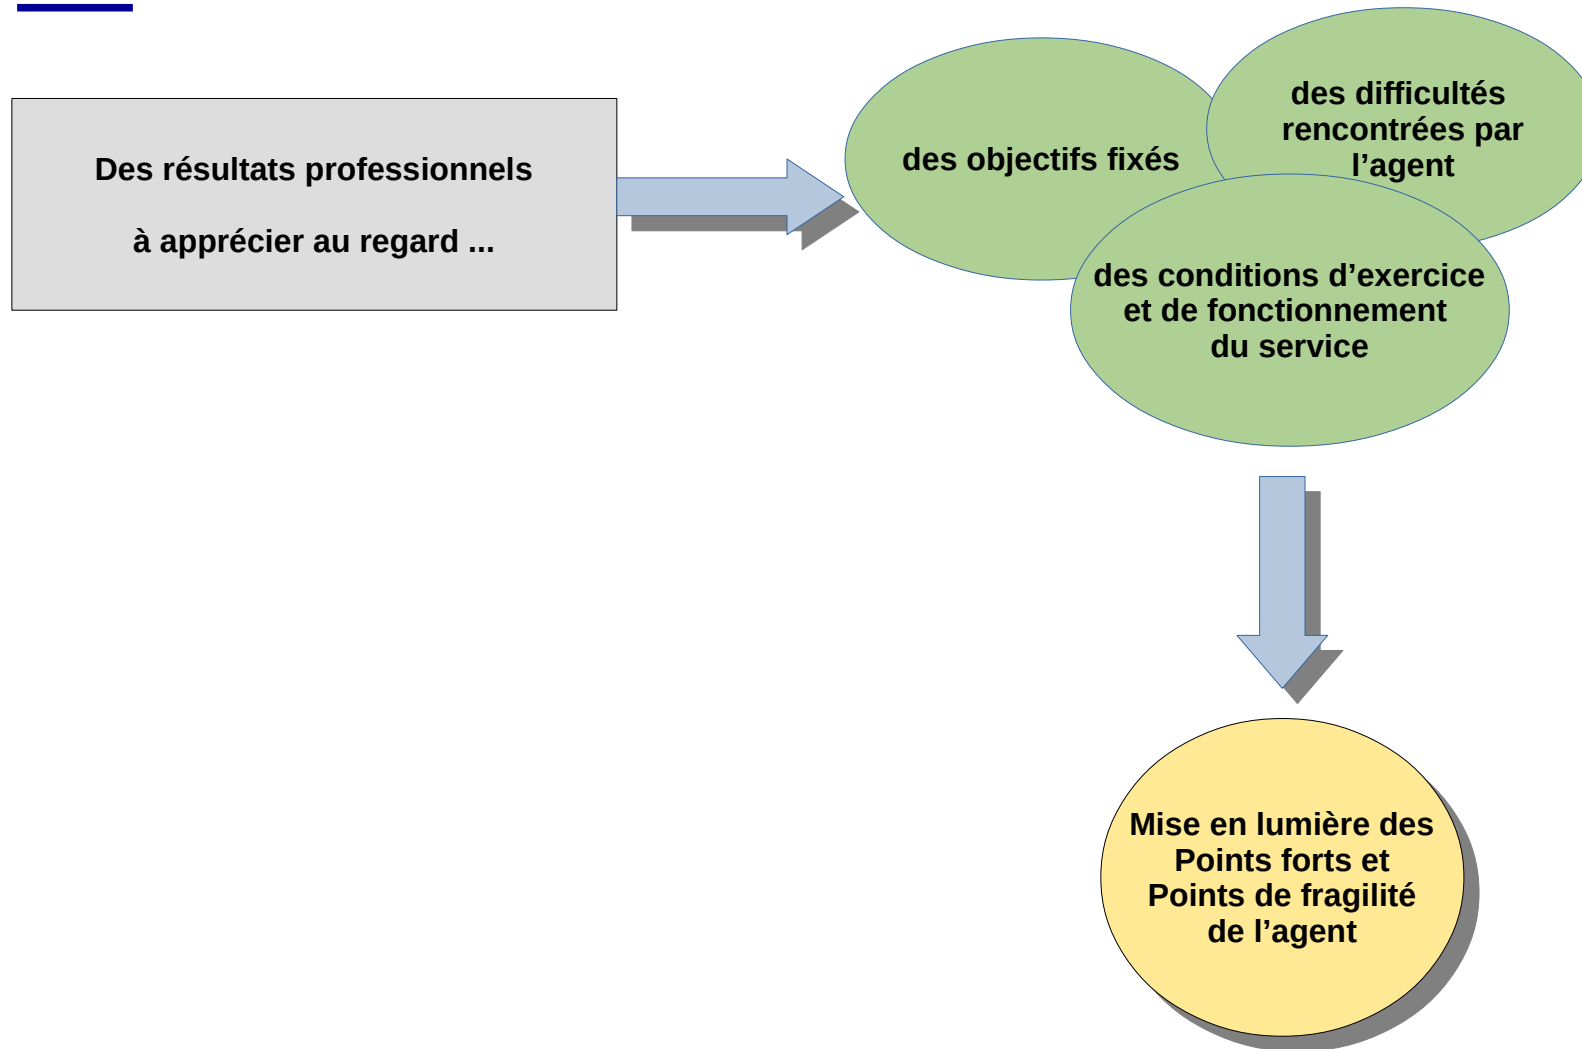 Des résultats professionnels
à apprécier au regard ...
des objectifs fixés
des difficultés
rencontrées par
l’agent
des conditions d’exercice
et de fonctionnement
du service
Mise en lumière des
Points forts et
Points de fragilité
de l’agent